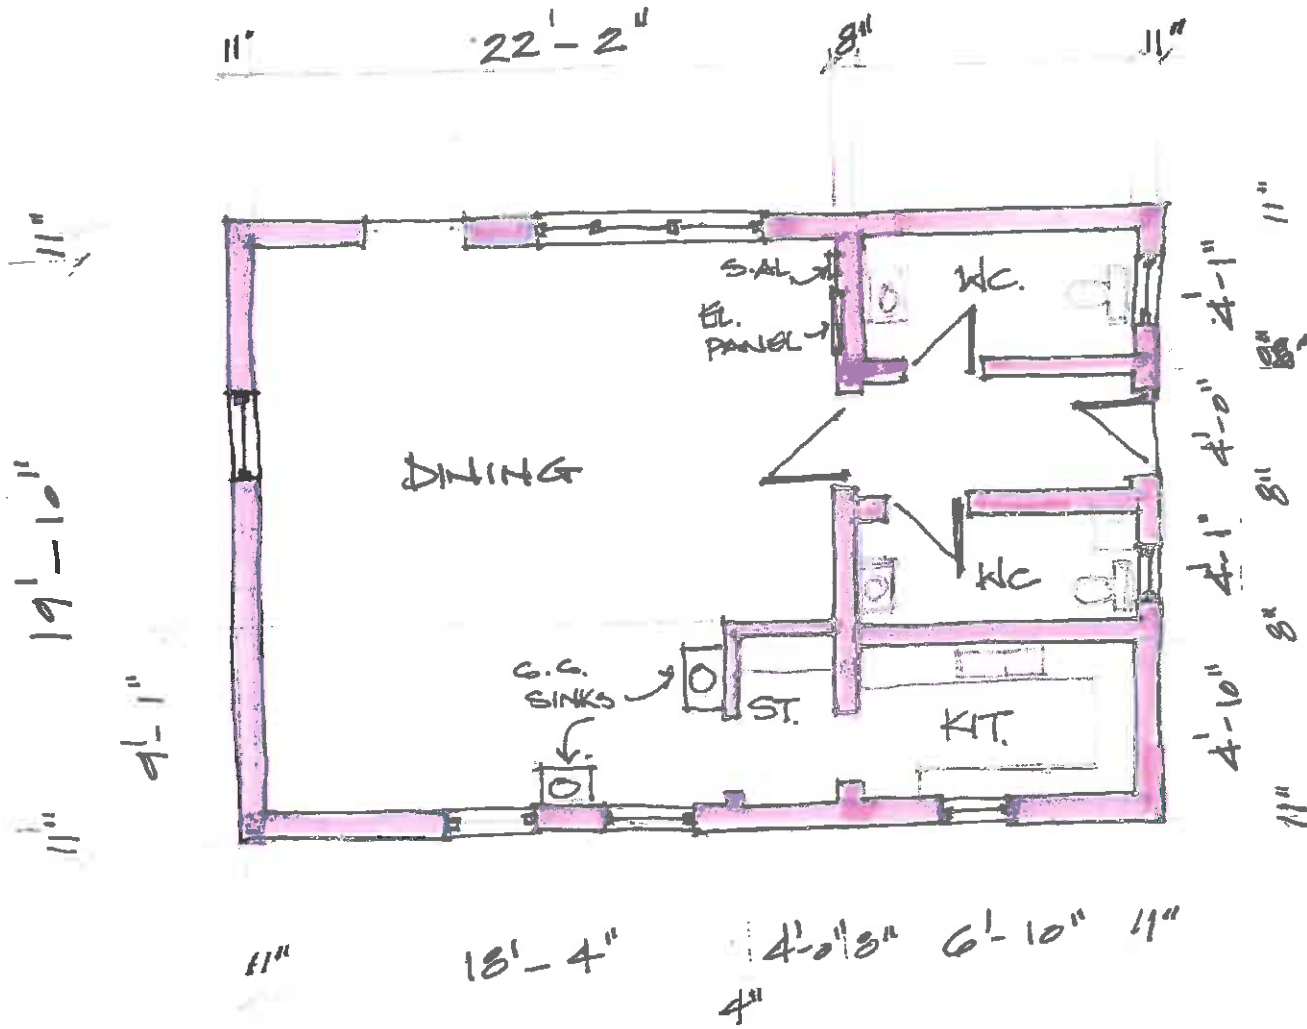 11" 22'-2" 8" 11"
11"
11"
S.AL
W.C.
4'-1"
EL.
PANEL
4'-0"
DINING
19'-10"
8"
4'-1"
WC
8"
SINKS
ST.
KIT.
4'-10"
9'-1"
11"
11"
11" 18'-4" 4'-0" 8" 6'-10" 11"
4"